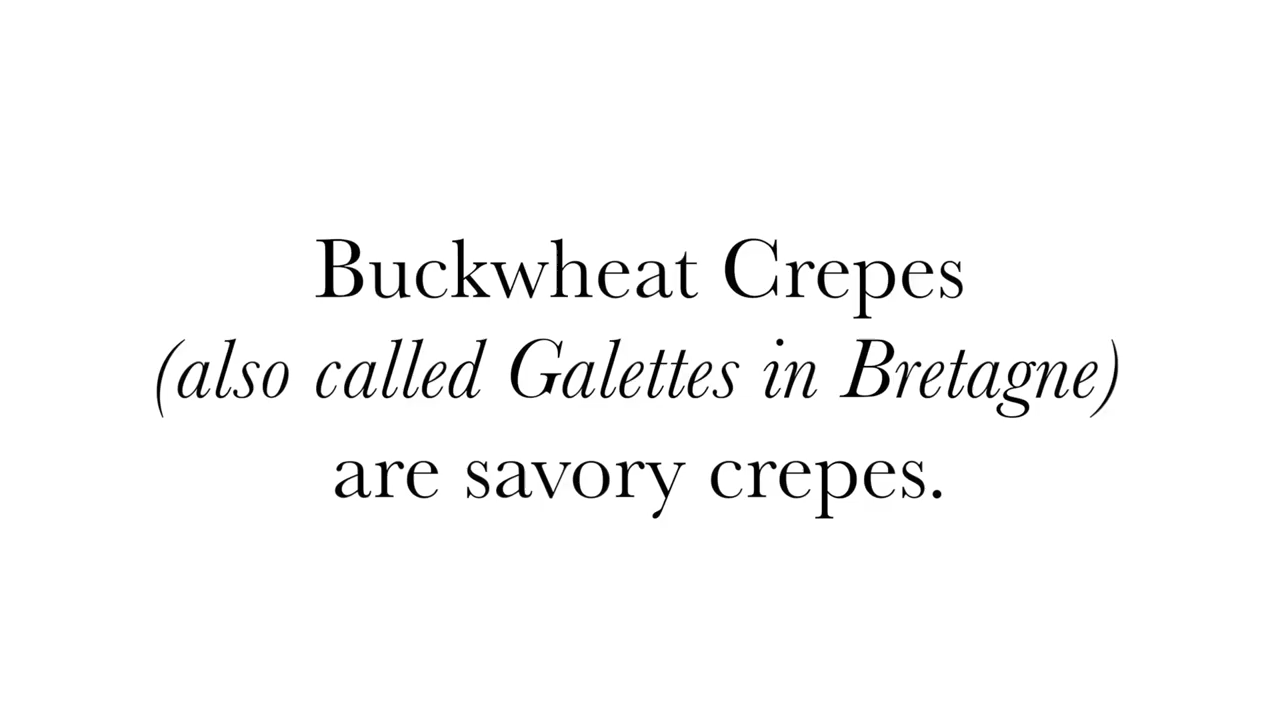 Buckwheat Crepes
(also called Galettes in Bretagne)
are savory crepes.